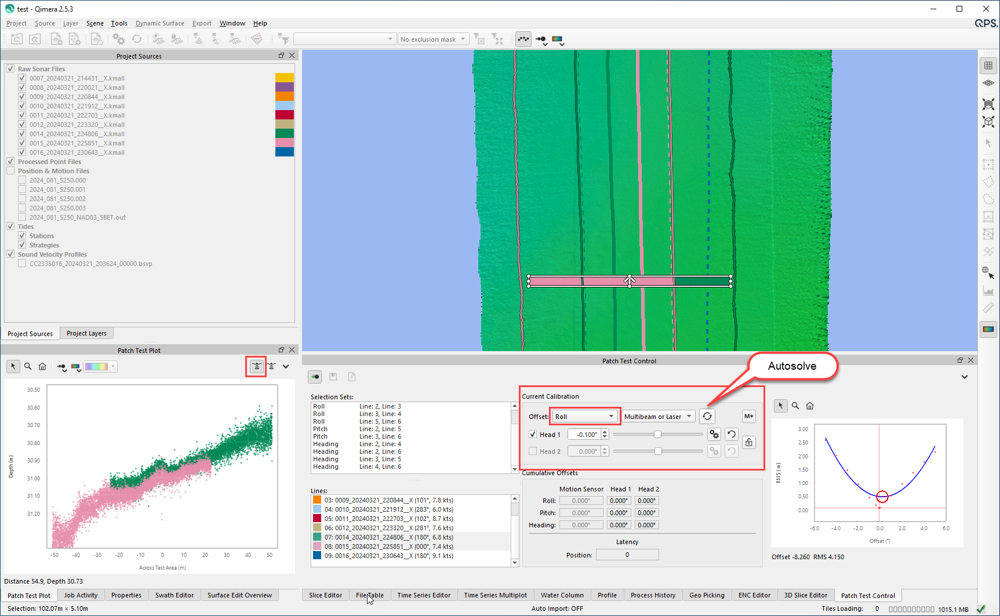 test - Qimera 2.5.3
Project Source Layer Scene Tools Dynamic Surface Export Window Help
QPS.
No exclusion mask
Project Sources
Raw Sonar Files
0007_20240321_214431__X.kmall
0008_20240321_220021__X.kmall
0009_20240321_220844__X.kmall
0010_20240321_221912__X.kmall
0011_20240321_222703__X.kmall
0012_20240321_223320__X.kmall
0014_20240321_224806__X.kmall
0015_20240321_225851__X.kmall
0016_20240321_230643__X.kmall
Processed Point Files
Position & Motion Files
2024_081_S250.000
2024_081_S250.001
2024_081_S250.002
2024_081_S250.003
2024_081_S250_NAD83_SBET.out
Tides
Stations
Strategies
Sound Velocity Profiles
CC2335016_20240321_203624_00000.bsvp
Project Sources Project Layers
Patch Test Plot
30.50
30.60
30.70
30.80
30.90
31.00
31.10
31.20
Depth (m)
-50 -40 -30 -20 -10 0 10 20 30 40 50
Across Test Area (m)
Distance 54.9, Depth 30.73
Patch Test Plot Job Activity Properties Swath Editor Surface Edit Overview
Selection: 102.07m × 5.10m
Patch Test Control
Autosolve
Selection Sets:
Roll Line: 2, Line: 3
Roll Line: 3, Line: 4
Roll Line: 5, Line: 6
Pitch Line: 2, Line: 5
Pitch Line: 3, Line: 6
Heading Line: 2, Line: 4
Heading Line: 2, Line: 6
Heading Line: 3, Line: 5
Heading Line: 4, Line: 6
Lines:
03: 0009_20240321_220844__X (101°, 7.8 kts)
04: 0010_20240321_221912__X (283°, 6.0 kts)
05: 0011_20240321_222703__X (102°, 8.7 kts)
06: 0012_20240321_223320__X (281°, 7.6 kts)
07: 0014_20240321_224806__X (180°, 6.8 kts)
08: 0015_20240321_225851__X (000°, 7.4 kts)
09: 0016_20240321_230643__X (180°, 9.1 kts)
Current Calibration
Offset: Roll Multibeam or Laser M+
Head 1 -0.100°
Head 2 0.000°
Cumulative Offsets
Motion Sensor Head 1 Head 2
Roll: 0.000° 0.000° 0.000°
Pitch: 0.000° 0.000° 0.000°
Heading: 0.000° 0.000° 0.000°
Latency
Position: 0
3.00
2.50
2.00
1.50
1.00
0.50
0.00
RMS (m)
-6.0 -4.0 -2.0 0.0 2.0 4.0 6.0
Offset (°)
Offset -8.260 RMS 4.150
Slice Editor File Table Time Series Editor Time Series Multiplot Water Column Profile Process History Geo Picking ENC Editor 3D Slice Editor Patch Test Control
Auto Import: OFF
Tiles Loading: 0 1015.1 MB